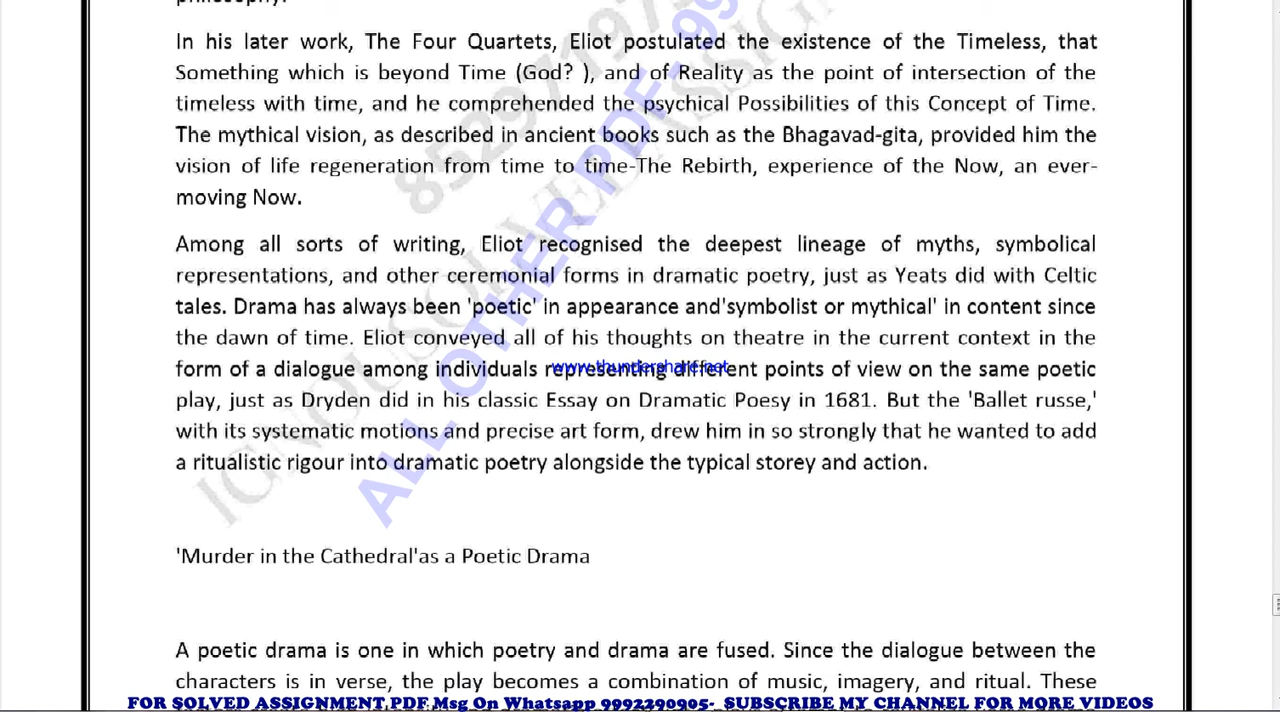 philosophy.
In his later work, The Four Quartets, Eliot postulated the existence of the Timeless, that
Something which is beyond Time (God? ), and of Reality as the point of intersection of the
timeless with time, and he comprehended the psychical Possibilities of this Concept of Time.
The mythical vision, as described in ancient books such as the Bhagavad-gita, provided him the
vision of life regeneration from time to time-The Rebirth, experience of the Now, an ever-
moving Now.
Among all sorts of writing, Eliot recognised the deepest lineage of myths, symbolical
representations, and other ceremonial forms in dramatic poetry, just as Yeats did with Celtic
tales. Drama has always been 'poetic' in appearance and'symbolist or mythical' in content since
the dawn of time. Eliot conveyed all of his thoughts on theatre in the current context in the
form of a dialogue among individuals representing different points of view on the same poetic
www.thundershare.net
play, just as Dryden did in his classic Essay on Dramatic Poesy in 1681. But the 'Ballet russe,'
with its systematic motions and precise art form, drew him in so strongly that he wanted to add
a ritualistic rigour into dramatic poetry alongside the typical storey and action.
'Murder in the Cathedral'as a Poetic Drama
A poetic drama is one in which poetry and drama are fused. Since the dialogue between the
characters is in verse, the play becomes a combination of music, imagery, and ritual. These
FOR SOLVED ASSIGNMENT PDF Msg On Whatsapp 9992290905- SUBSCRIBE MY CHANNEL FOR MORE VIDEOS
ALL OTHER PDF-99